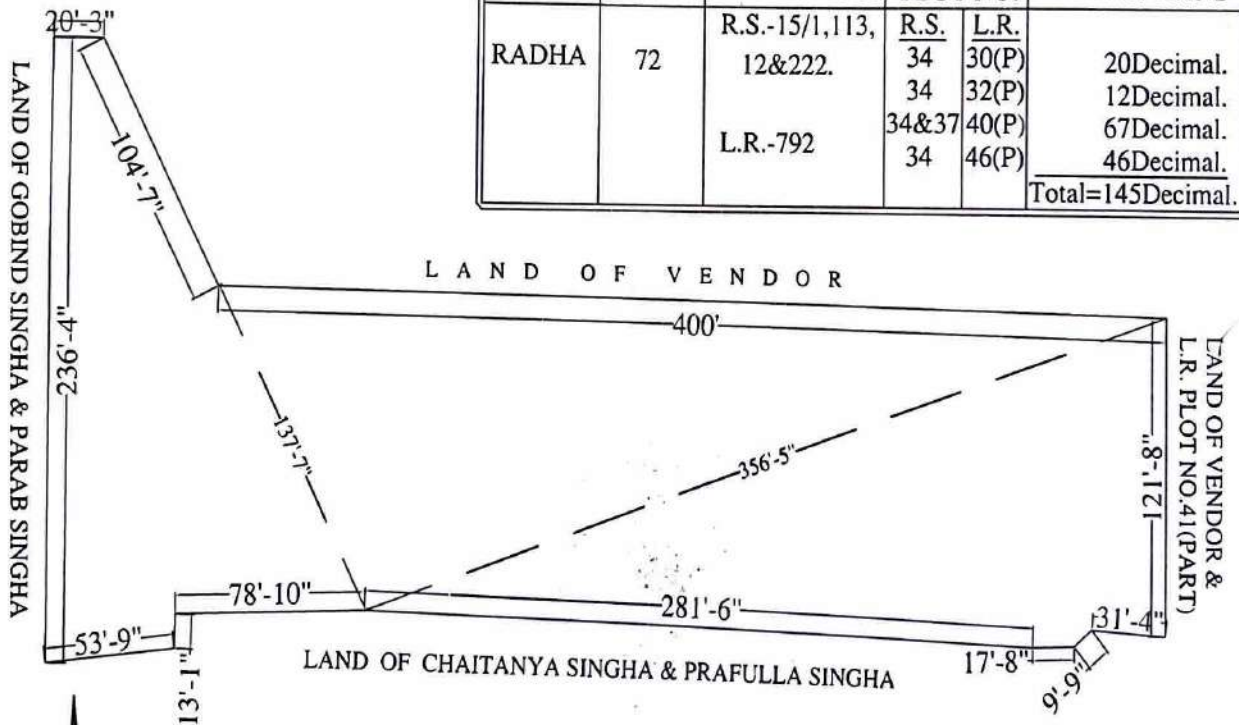 RADHA 72 R.S.-15/1,113, 12&222. L.R.-792
R.S. L.R.
34 30(P) 20Decimal.
34 32(P) 12Decimal.
34&37 40(P) 67Decimal.
34 46(P) 46Decimal.
Total=145Decimal.
20'-3"
104'-7"
LAND OF GOBIND SINGHA & PARAB SINGHA
236'-4"
LAND OF VENDOR
400'
137'-7"
356'-5"
121'-8"
LAND OF VENDOR &
L.R. PLOT NO.41(PART)
78'-10"
281'-6"
31'-4"
53'-9"
13'-1"
17'-8"
9'-9"
LAND OF CHAITANYA SINGHA & PRAFULLA SINGHA